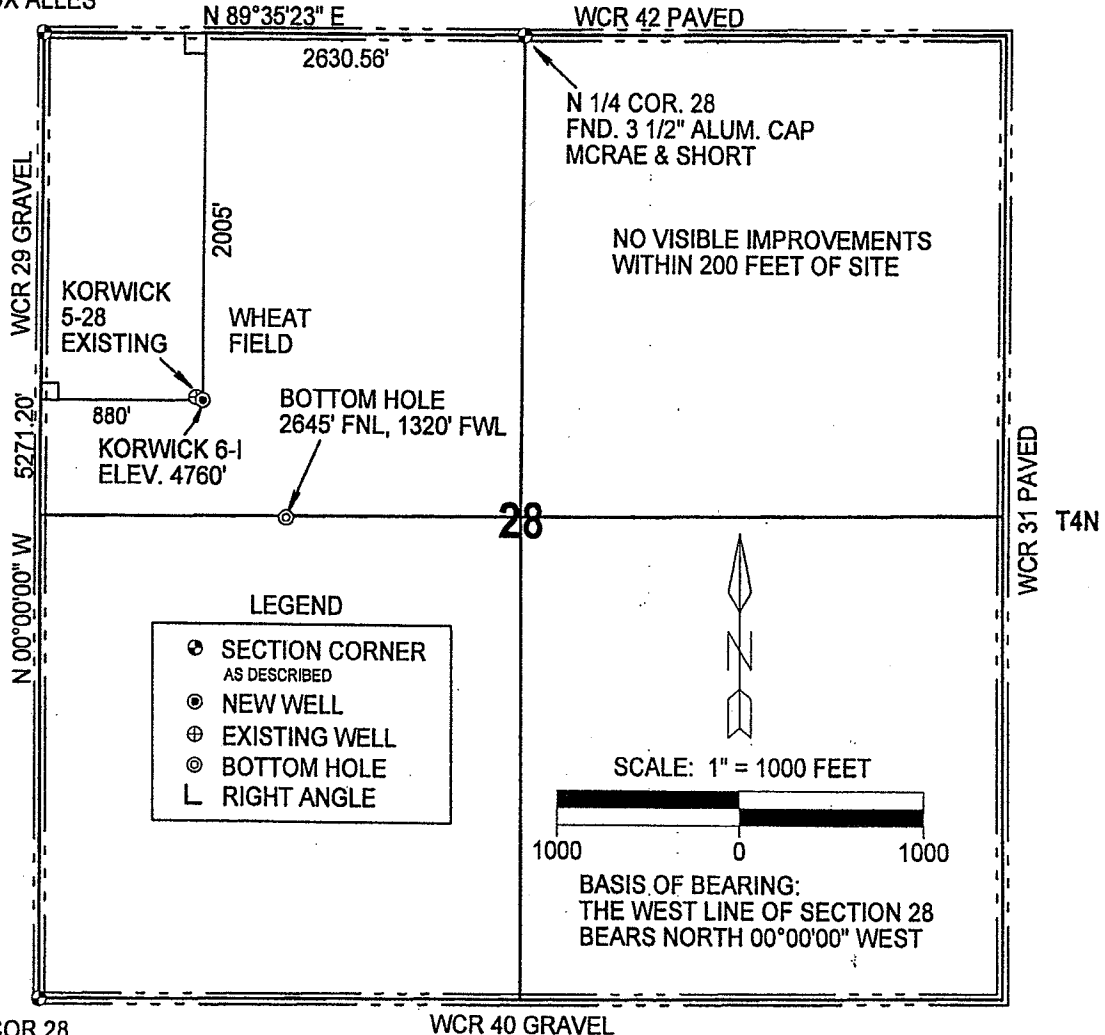 OX ALLES
N 89°35'23" E
WCR 42 PAVED
2630.56'
N 1/4 COR. 28
FND. 3 1/2" ALUM. CAP
MCRAE & SHORT
WCR 29 GRAVEL
2005'
NO VISIBLE IMPROVEMENTS
WITHIN 200 FEET OF SITE
KORWICK
5-28
EXISTING
WHEAT
FIELD
880'
BOTTOM HOLE
2645' FNL, 1320' FWL
KORWICK 6-I
ELEV. 4760'
5271.20'
N 00°00'00" W
28
WCR 31 PAVED
T4N
LEGEND
SECTION CORNER
AS DESCRIBED
NEW WELL
EXISTING WELL
BOTTOM HOLE
RIGHT ANGLE
N
SCALE: 1" = 1000 FEET
1000 0 1000
BASIS OF BEARING:
THE WEST LINE OF SECTION 28
BEARS NORTH 00°00'00" WEST
COR 28
WCR 40 GRAVEL